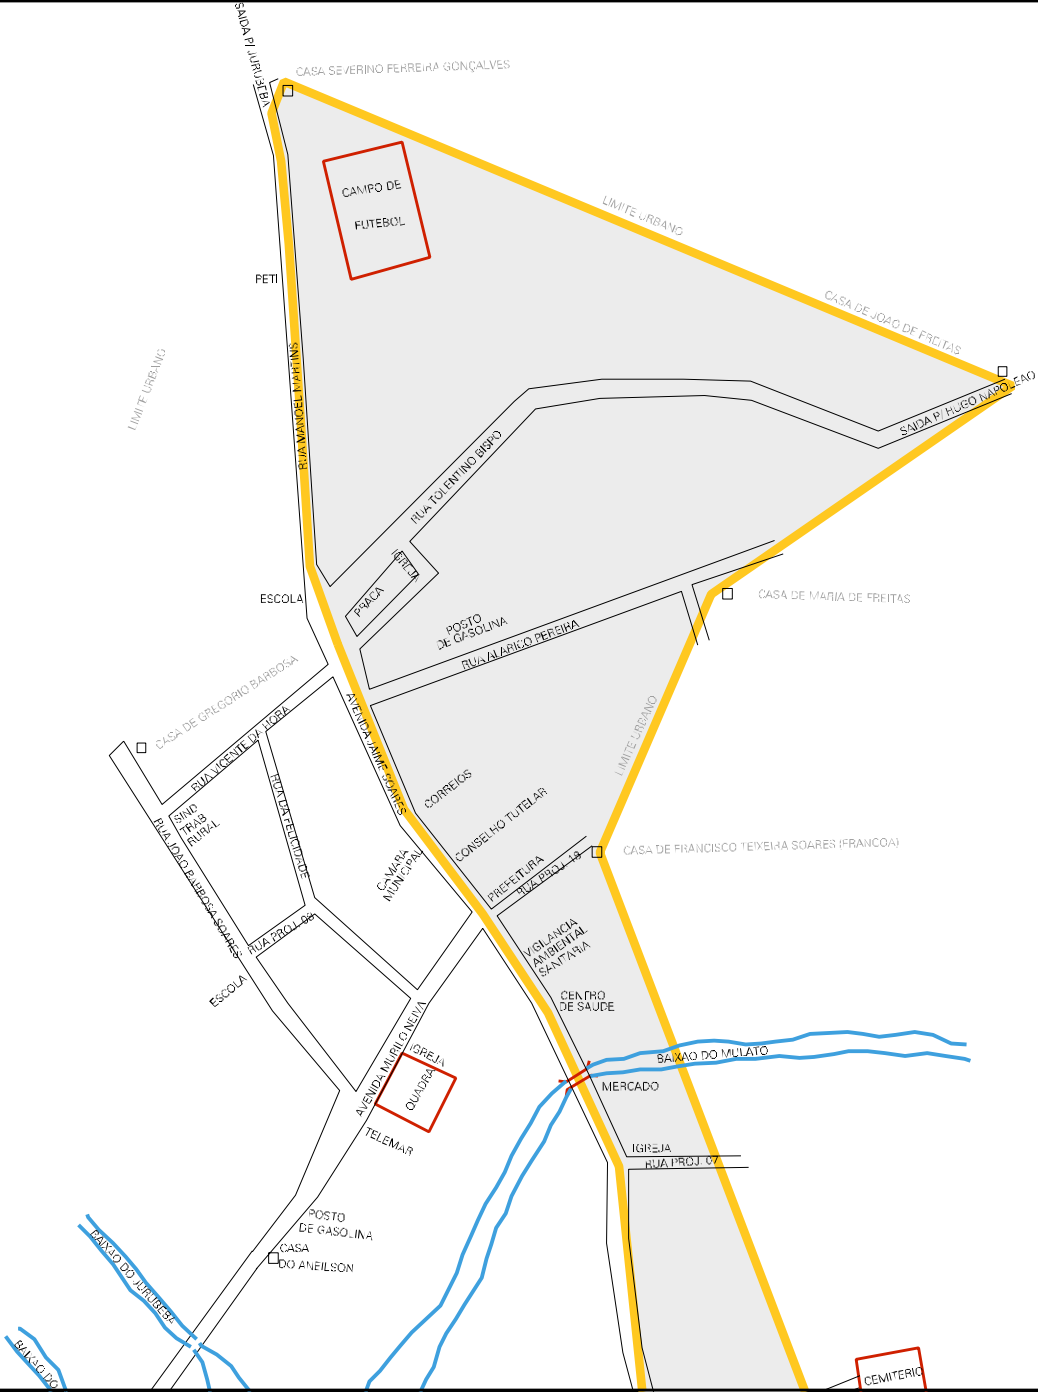 SAIDA P/ JURUBEBA
CASA SEVERINO FERREIRA GONÇALVES
CAMPO DE
FUTEBOL
LIMITE URBANO
PETI
CASA DE JOAO DE FREITAS
LIMITE URBANO
RUA MANOEL MARTINS
SAIDA P/ HUGO NAPOLEAO
RUA TOLENTINO BISPO
IGREJA
PRACA
ESCOLA
CASA DE MARIA DE FREITAS
POSTO
DE GASOLINA
RUA ALARICO PEREIRA
CASA DE GREGORIO BARBOSA
LIMITE URBANO
RUA VICENTE DA HORA
AVENIDA JAIME SOARES
CORREIOS
SIND
TRAB
RURAL
RUA DA FELICIDADE
CONSELHO TUTELAR
RUA JOAO BARBOSA SOARES
CAMARA
MUNICIPAL
PREFEITURA
RUA PROJ. 13
CASA DE FRANCISCO TEIXEIRA SOARES (FRANCOA)
RUA PROJ. 08
VIGILANCIA
AMBIENTAL
SANITARIA
ESCOLA
CENTRO
DE SAUDE
AVENIDA MURILO NEIVA
IGREJA
QUADRA
BAIXAO DO MULATO
MERCADO
TELEMAR
IGREJA
RUA PROJ. 07
POSTO
DE GASOLINA
CASA
DO ANEILSON
BAIXAO DO JURUBEBA
BAIXAO DO
CEMITERIO